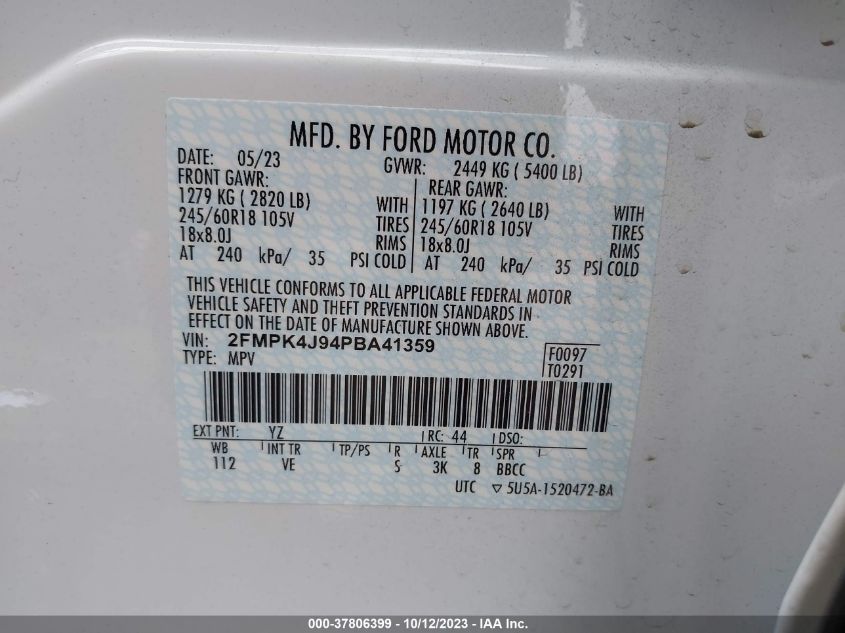 MFD. BY FORD MOTOR CO.
DATE: 05/23 GVWR: 2449 KG ( 5400 LB)
FRONT GAWR: REAR GAWR:
1279 KG ( 2820 LB) WITH 1197 KG ( 2640 LB) WITH
245/60R18 105V TIRES 245/60R18 105V TIRES
18x8.0J RIMS 18x8.0J RIMS
AT 240 kPa/ 35 PSI COLD AT 240 kPa/ 35 PSI COLD
THIS VEHICLE CONFORMS TO ALL APPLICABLE FEDERAL MOTOR
VEHICLE SAFETY AND THEFT PREVENTION STANDARDS IN
EFFECT ON THE DATE OF MANUFACTURE SHOWN ABOVE.
VIN: 2FMPK4J94PBA41359
TYPE: MPV
F0097
T0291
EXT PNT: YZ RC: 44 DSO:
WB INT TR TP/PS R AXLE TR SPR
112 VE S 3K 8 BBCC
UTC ▽ 5U5A-1520472-BA
000-37806399 - 10/12/2023 - IAA Inc.